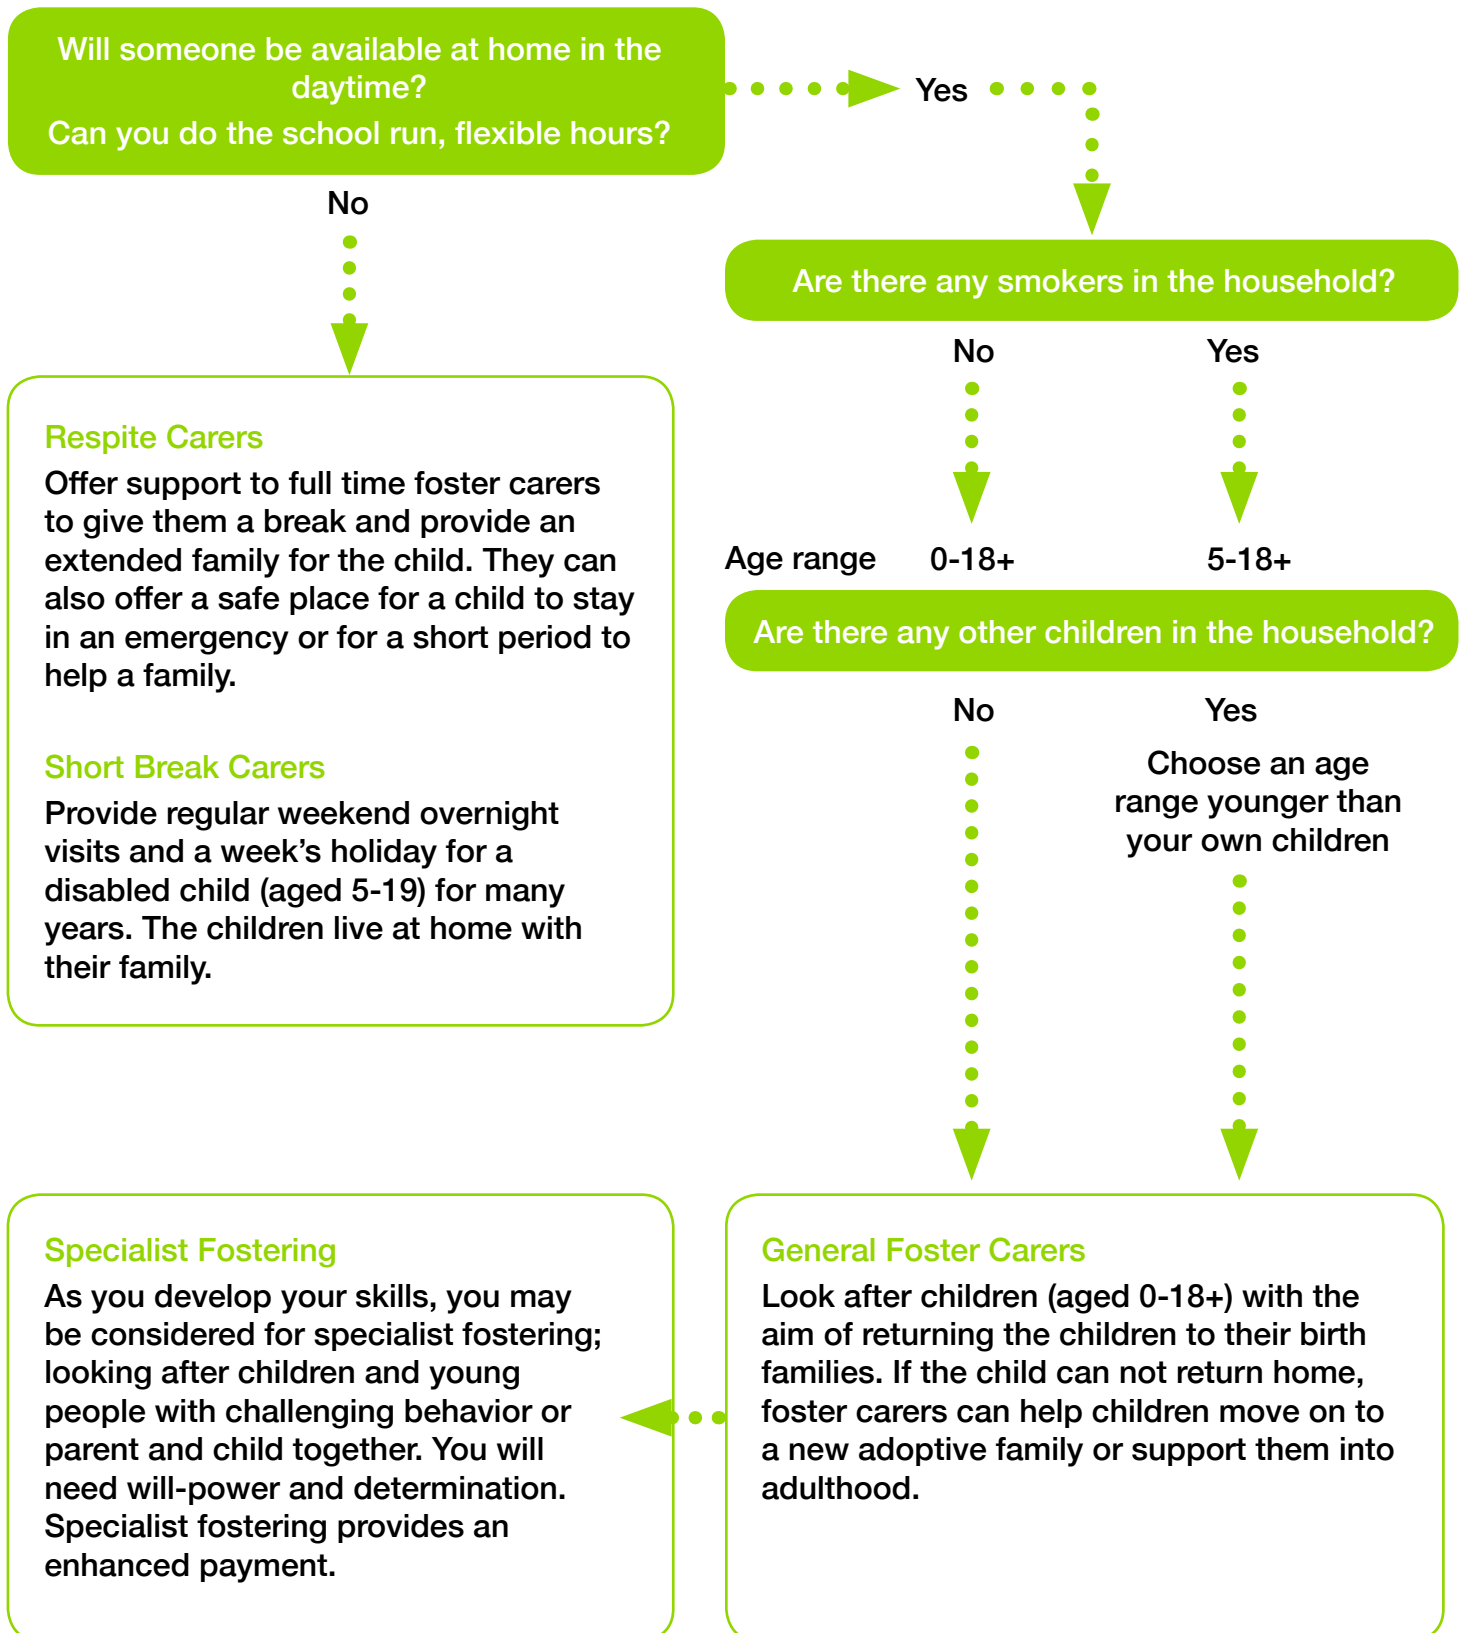 Will someone be available at home in the
daytime?
Can you do the school run, flexible hours?
Yes
No
Are there any smokers in the household?
No
Yes
Age range
0-18+
5-18+
Respite Carers
Offer support to full time foster carers
to give them a break and provide an
extended family for the child. They can
also offer a safe place for a child to stay
in an emergency or for a short period to
help a family.
Short Break Carers
Provide regular weekend overnight
visits and a week’s holiday for a
disabled child (aged 5-19) for many
years. The children live at home with
their family.
Are there any other children in the household?
No
Yes
Choose an age
range younger than
your own children
General Foster Carers
Look after children (aged 0-18+) with the
aim of returning the children to their birth
families. If the child can not return home,
foster carers can help children move on to
a new adoptive family or support them into
adulthood.
Specialist Fostering
As you develop your skills, you may
be considered for specialist fostering;
looking after children and young
people with challenging behavior or
parent and child together. You will
need will-power and determination.
Specialist fostering provides an
enhanced payment.